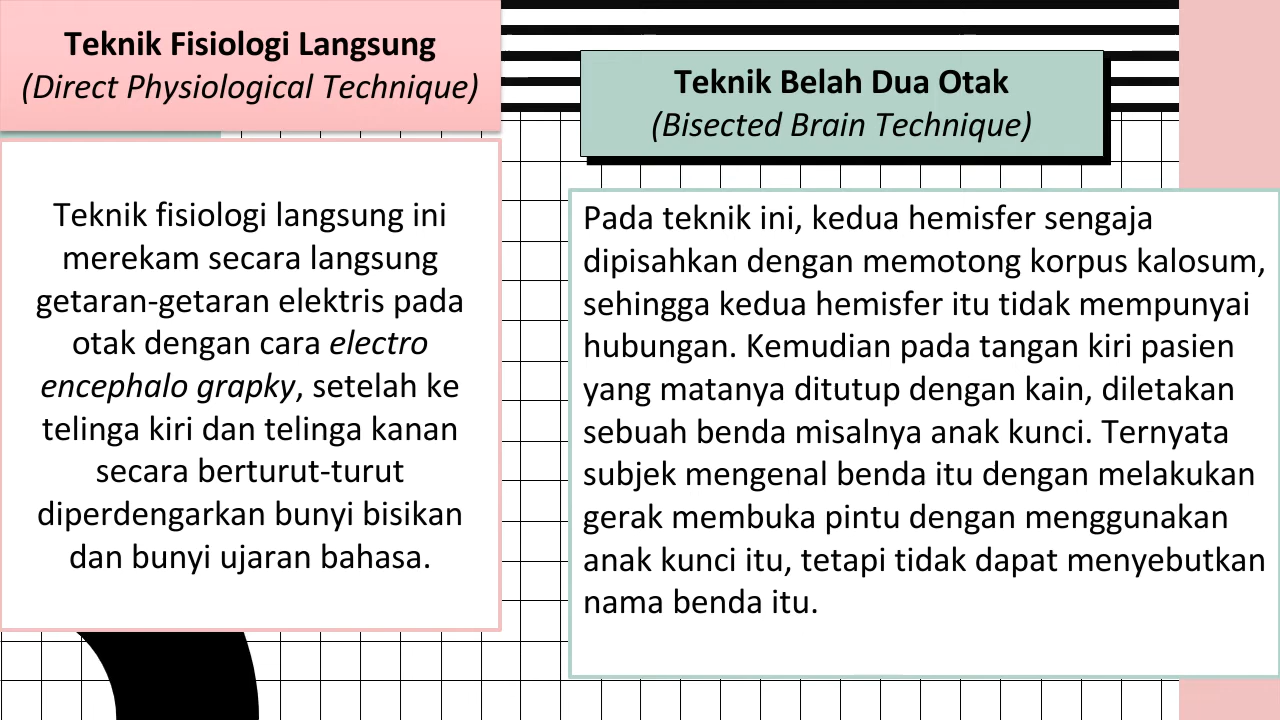 Teknik Fisiologi Langsung
(Direct Physiological Technique)
Teknik fisiologi langsung ini
merekam secara langsung
getaran-getaran elektris pada
otak dengan cara electro
encephalo grapky, setelah ke
telinga kiri dan telinga kanan
secara berturut-turut
diperdengarkan bunyi bisikan
dan bunyi ujaran bahasa.
Teknik Belah Dua Otak
(Bisected Brain Technique)
Pada teknik ini, kedua hemisfer sengaja
dipisahkan dengan memotong korpus kalosum,
sehingga kedua hemisfer itu tidak mempunyai
hubungan. Kemudian pada tangan kiri pasien
yang matanya ditutup dengan kain, diletakan
sebuah benda misalnya anak kunci. Ternyata
subjek mengenal benda itu dengan melakukan
gerak membuka pintu dengan menggunakan
anak kunci itu, tetapi tidak dapat menyebutkan
nama benda itu.